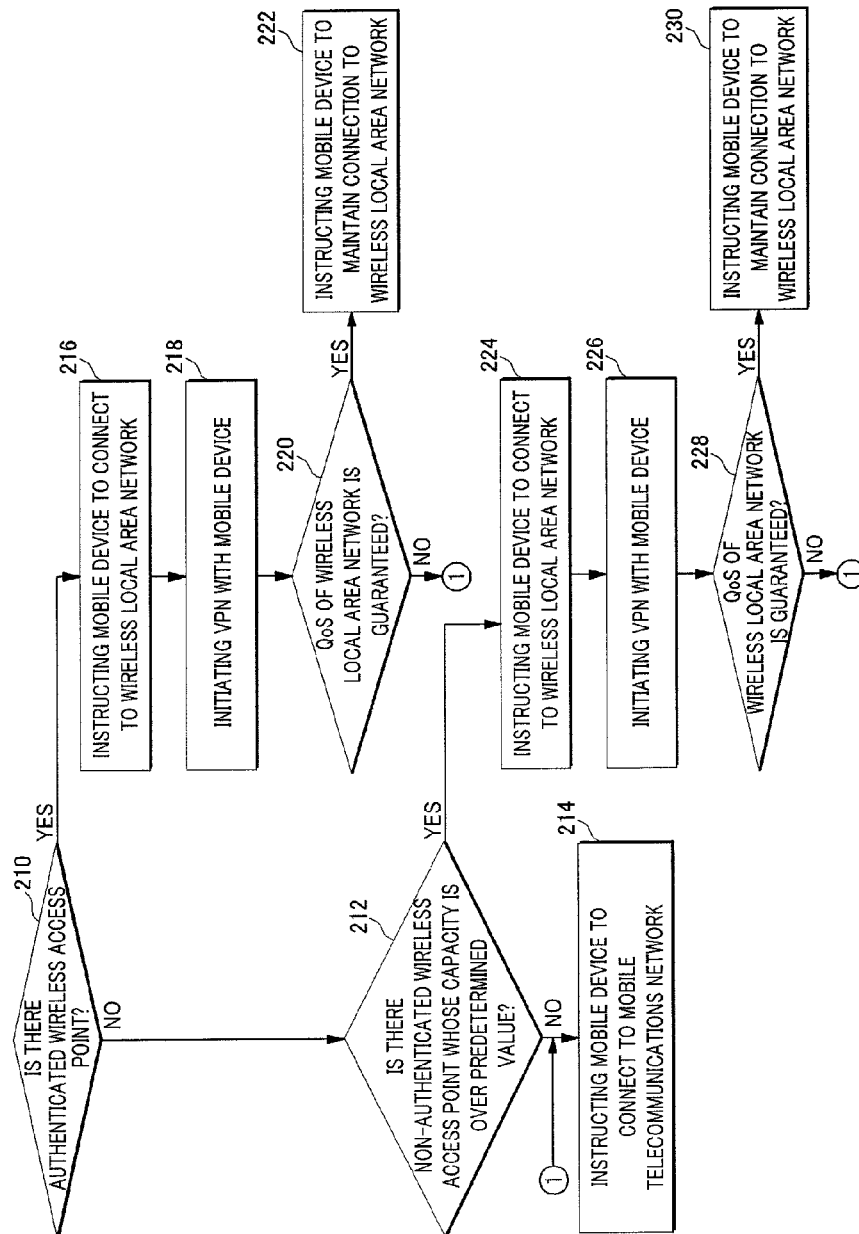 210
IS THERE
AUTHENTICATED WIRELESS ACCESS
POINT?
YES
NO
216
INSTRUCTING MOBILE DEVICE TO CONNECT
TO WIRELESS LOCAL AREA NETWORK
218
INITIATING VPN WITH MOBILE DEVICE
220
QoS OF WIRELESS
LOCAL AREA NETWORK IS
GUARANTEED?
YES
NO
1
222
INSTRUCTING MOBILE DEVICE TO
MAINTAIN CONNECTION TO
WIRELESS LOCAL AREA NETWORK
212
IS THERE
NON-AUTHENTICATED WIRELESS
ACCESS POINT WHOSE CAPACITY IS
OVER PREDETERMINED
VALUE?
YES
NO
1
214
INSTRUCTING MOBILE DEVICE TO
CONNECT TO MOBILE
TELECOMMUNICATIONS NETWORK
224
INSTRUCTING MOBILE DEVICE TO CONNECT
TO WIRELESS LOCAL AREA NETWORK
226
INITIATING VPN WITH MOBILE DEVICE
228
QoS OF
WIRELESS LOCAL AREA NETWORK
IS GUARANTEED?
YES
NO
1
230
INSTRUCTING MOBILE DEVICE TO
MAINTAIN CONNECTION TO
WIRELESS LOCAL AREA NETWORK